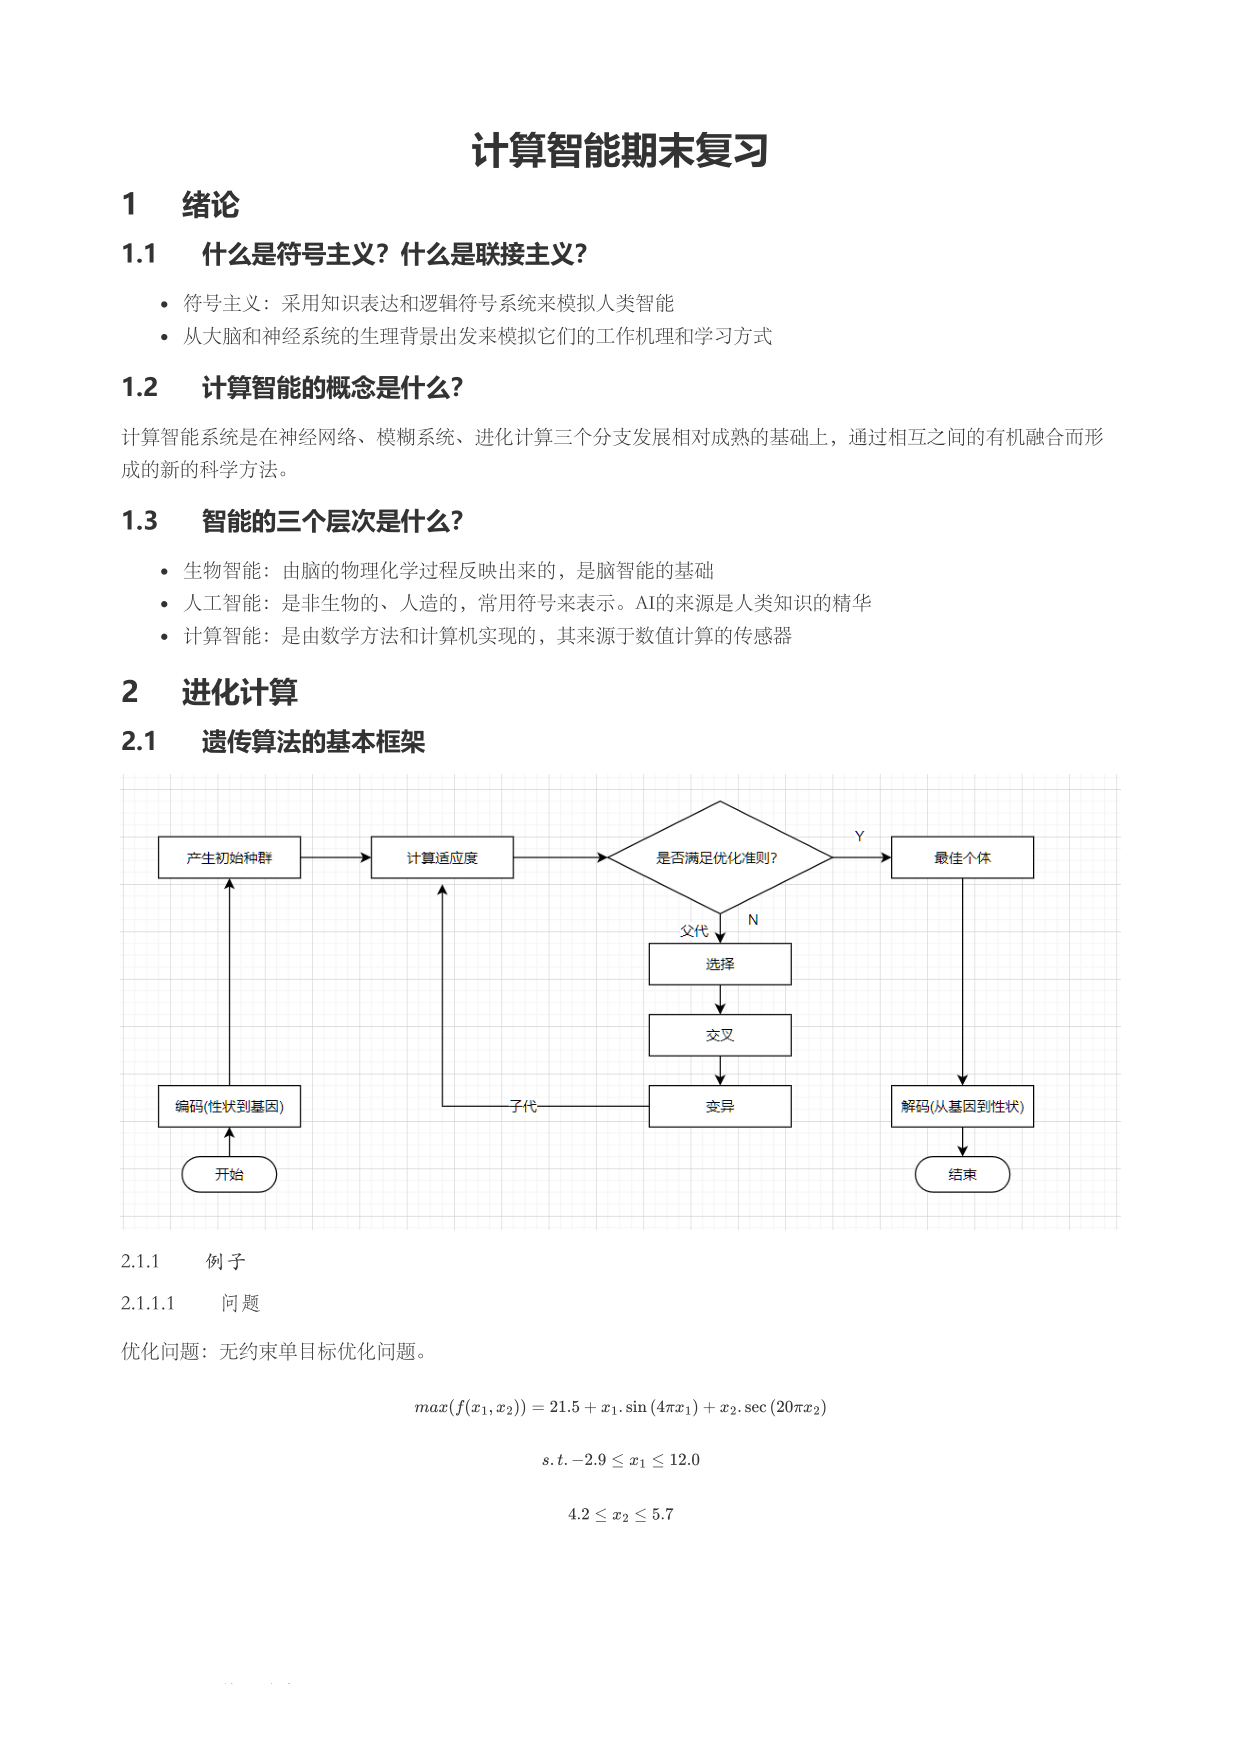 计算智能期末复习
1 绪论
1.1 什么是符号主义？什么是联接主义？
• 符号主义：采用知识表达和逻辑符号系统来模拟人类智能
• 从大脑和神经系统的生理背景出发来模拟它们的工作机理和学习方式
1.2 计算智能的概念是什么？
计算智能系统是在神经网络、模糊系统、进化计算三个分支发展相对成熟的基础上，通过相互之间的有机融合而形
成的新的科学方法。
1.3 智能的三个层次是什么？
• 生物智能：由脑的物理化学过程反映出来的，是脑智能的基础
• 人工智能：是非生物的、人造的，常用符号来表示。AI的来源是人类知识的精华
• 计算智能：是由数学方法和计算机实现的，其来源于数值计算的传感器
2 进化计算
2.1 遗传算法的基本框架
Y
产生初始种群 计算适应度 是否满足优化准则？ 最佳个体
N
父代
选择
交叉
编码(性状到基因) 子代 变异 解码(从基因到性状)
开始 结束
2.1.1 例子
2.1.1.1 问题
优化问题：无约束单目标优化问题。
max(f(x₁, x₂)) = 21.5 + x₁. sin (4πx₁) + x₂. sec (20πx₂)
s. t. −2.9 ≤ x₁ ≤ 12.0
4.2 ≤ x₂ ≤ 5.7